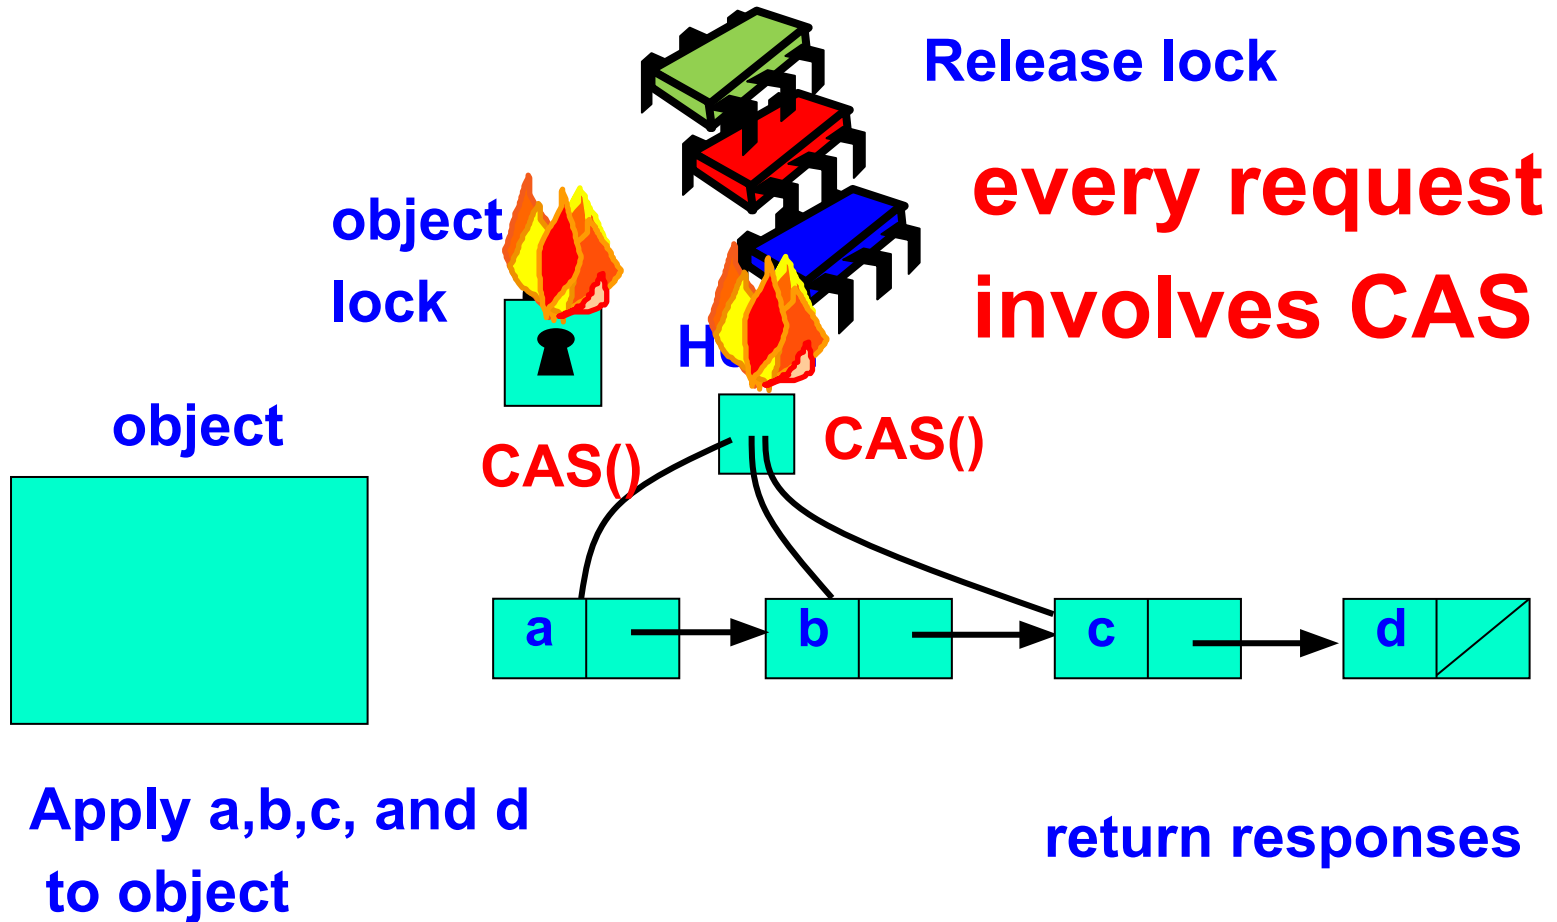 Release lock
every request
involves CAS
object
lock
object
CAS()
CAS()
a
b
c
d
Apply a,b,c, and d
to object
return responses